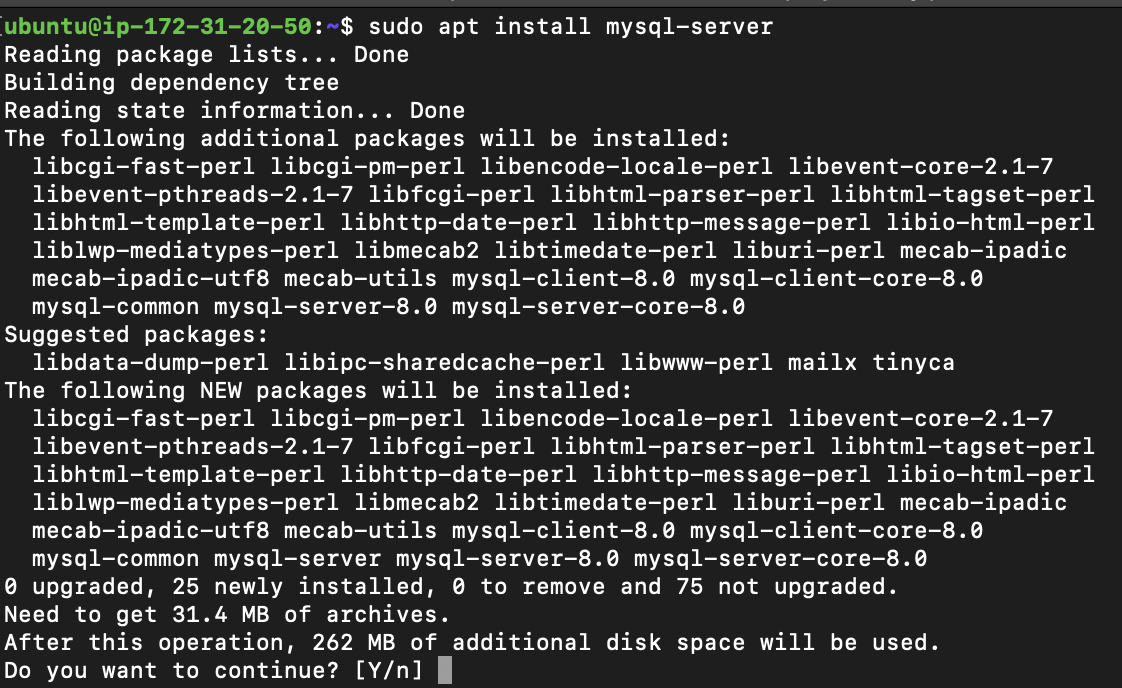 ubuntu@ip-172-31-20-50:~$ sudo apt install mysql-server
Reading package lists... Done
Building dependency tree
Reading state information... Done
The following additional packages will be installed:
  libcgi-fast-perl libcgi-pm-perl libencode-locale-perl libevent-core-2.1-7
  libevent-pthreads-2.1-7 libfcgi-perl libhtml-parser-perl libhtml-tagset-perl
  libhtml-template-perl libhttp-date-perl libhttp-message-perl libio-html-perl
  liblwp-mediatypes-perl libmecab2 libtimedate-perl liburi-perl mecab-ipadic
  mecab-ipadic-utf8 mecab-utils mysql-client-8.0 mysql-client-core-8.0
  mysql-common mysql-server-8.0 mysql-server-core-8.0
Suggested packages:
  libdata-dump-perl libipc-sharedcache-perl libwww-perl mailx tinyca
The following NEW packages will be installed:
  libcgi-fast-perl libcgi-pm-perl libencode-locale-perl libevent-core-2.1-7
  libevent-pthreads-2.1-7 libfcgi-perl libhtml-parser-perl libhtml-tagset-perl
  libhtml-template-perl libhttp-date-perl libhttp-message-perl libio-html-perl
  liblwp-mediatypes-perl libmecab2 libtimedate-perl liburi-perl mecab-ipadic
  mecab-ipadic-utf8 mecab-utils mysql-client-8.0 mysql-client-core-8.0
  mysql-common mysql-server mysql-server-8.0 mysql-server-core-8.0
0 upgraded, 25 newly installed, 0 to remove and 75 not upgraded.
Need to get 31.4 MB of archives.
After this operation, 262 MB of additional disk space will be used.
Do you want to continue? [Y/n]